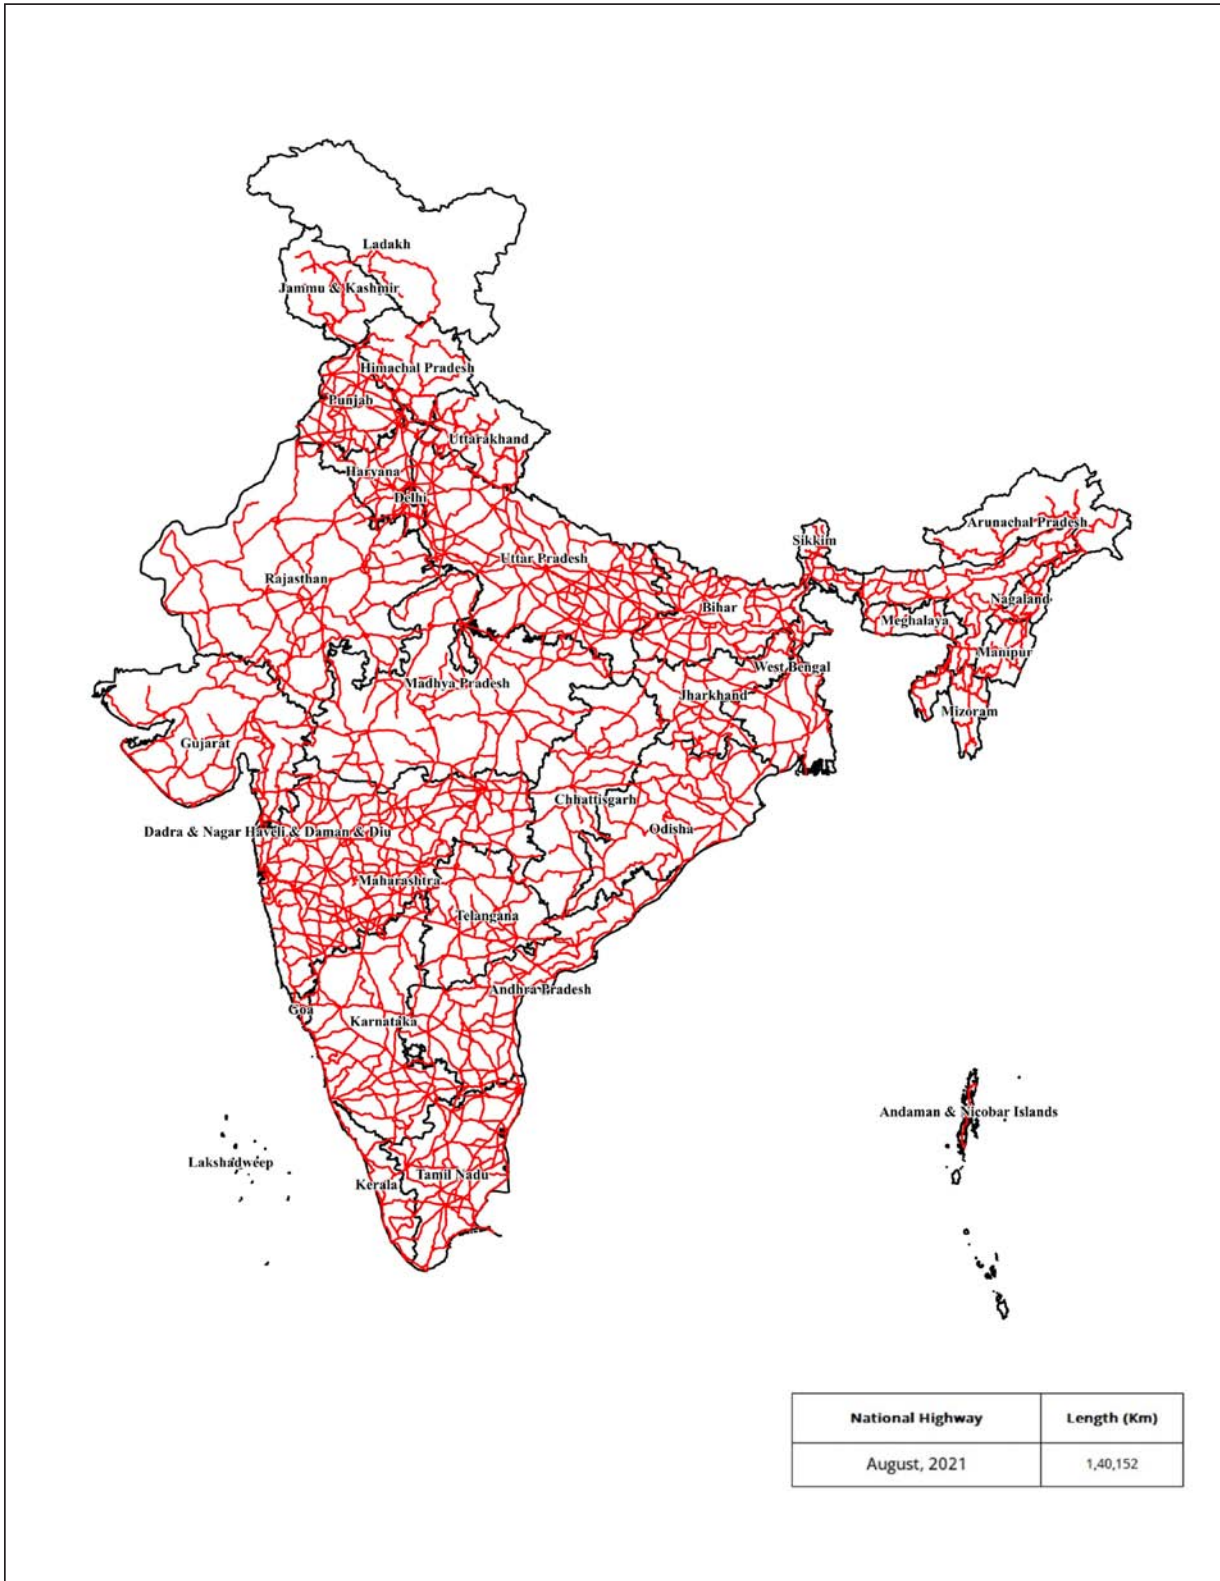 Ladakh
Jammu & Kashmir
Himachal Pradesh
Punjab
Uttarakhand
Haryana
Delhi
Arunachal Pradesh
Sikkim
Uttar Pradesh
Rajasthan
Nagaland
Bihar
Meghalaya
Manipur
West Bengal
Madhya Pradesh
Jharkhand
Mizoram
Gujarat
Chhattisgarh
Odisha
Dadra & Nagar Haveli & Daman & Diu
Maharashtra
Telangana
Andhra Pradesh
Goa
Karnataka
Andaman & Nicobar Islands
Lakshadweep
Tamil Nadu
Kerala
National Highway Length (Km)
August, 2021 1,40,152